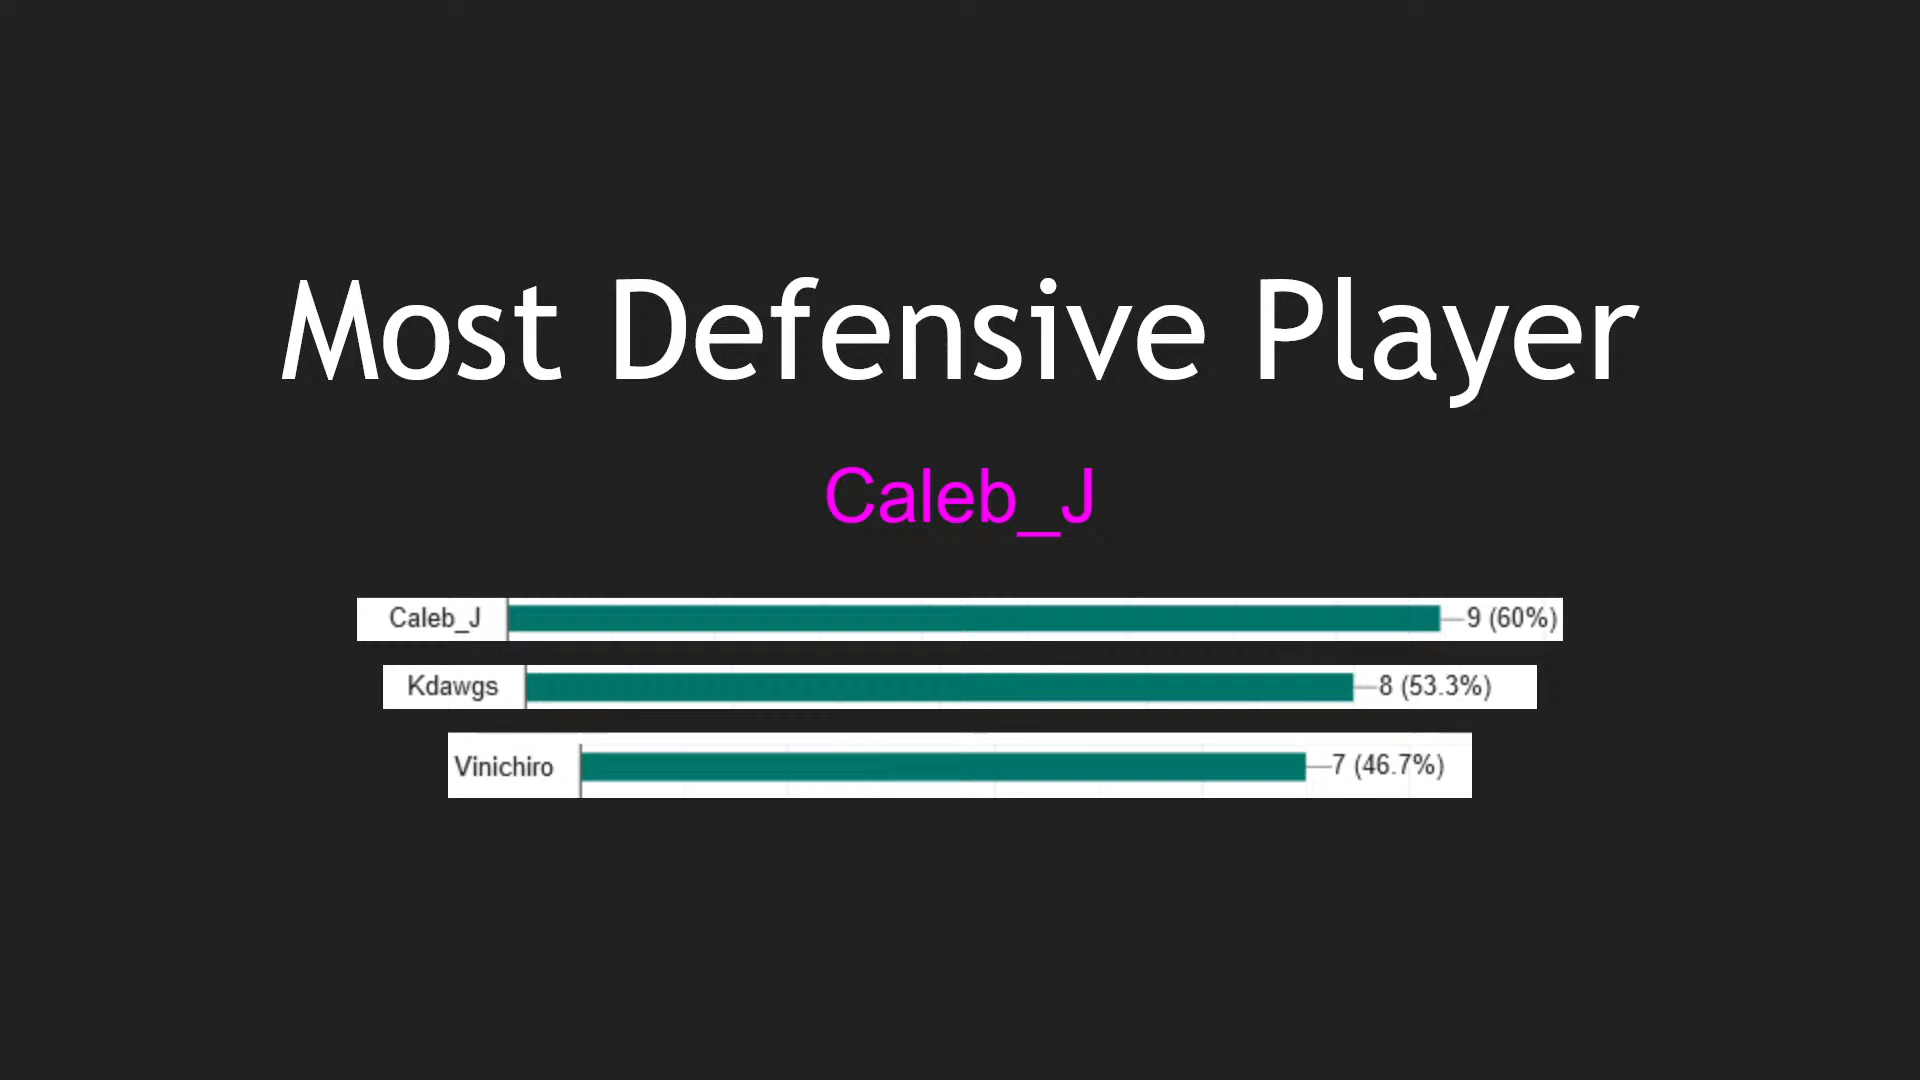 Most Defensive Player
Caleb_J
Caleb_J 9 (60%)
Kdawgs 8 (53.3%)
Vinichiro 7 (46.7%)